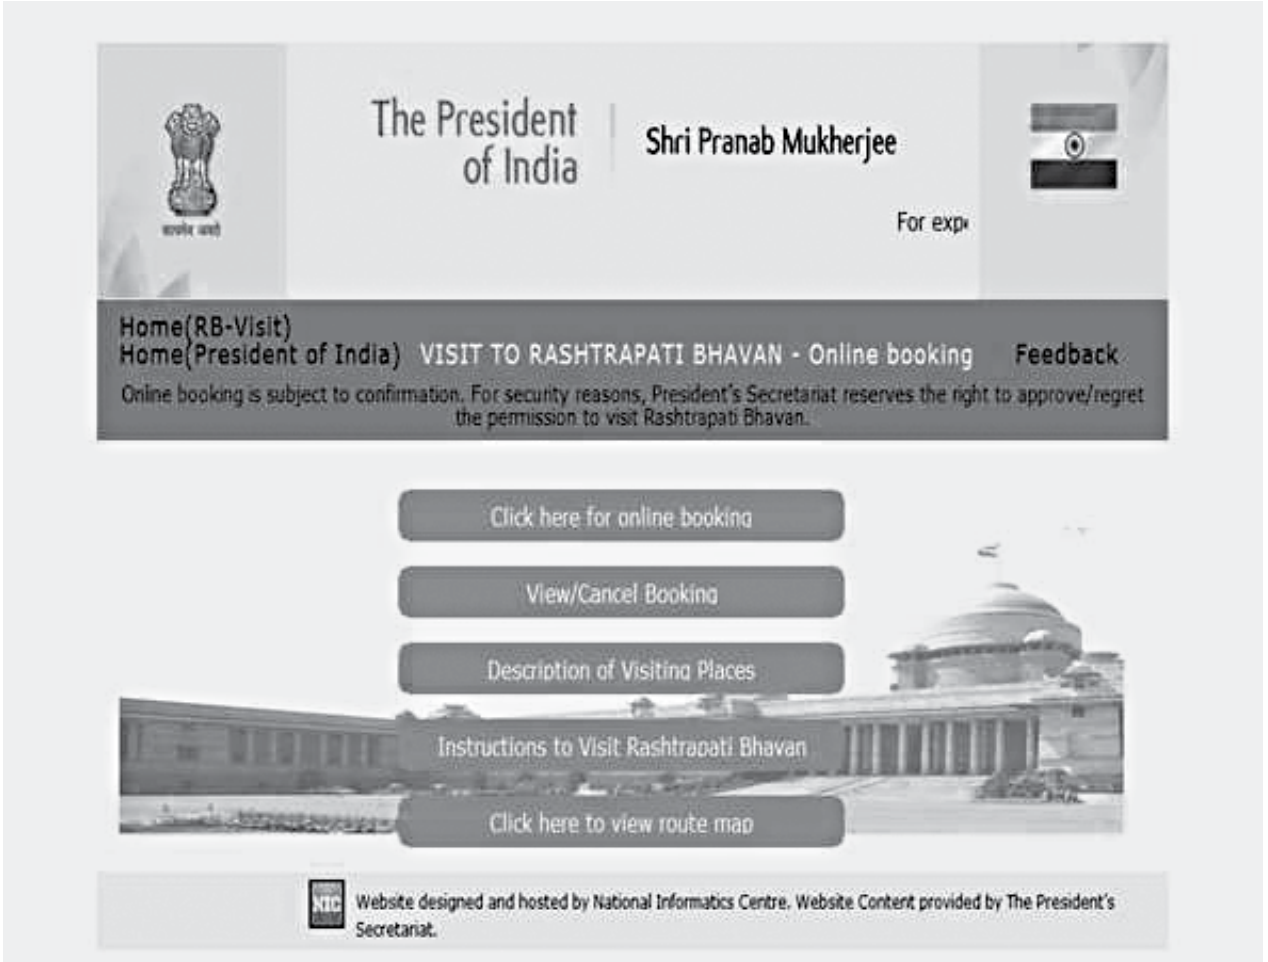 The President
of India
Shri Pranab Mukherjee
सत्यमेव जयते
For exp
Home(RB-Visit)
Home(President of India) VISIT TO RASHTRAPATI BHAVAN - Online booking Feedback
Online booking is subject to confirmation. For security reasons, President's Secretariat reserves the right to approve/regret
the permission to visit Rashtrapati Bhavan.
Click here for online booking
View/Cancel Booking
Description of Visiting Places
Instructions to Visit Rashtrapati Bhavan
Click here to view route map
NIC
Website designed and hosted by National Informatics Centre. Website Content provided by The President's
Secretariat.